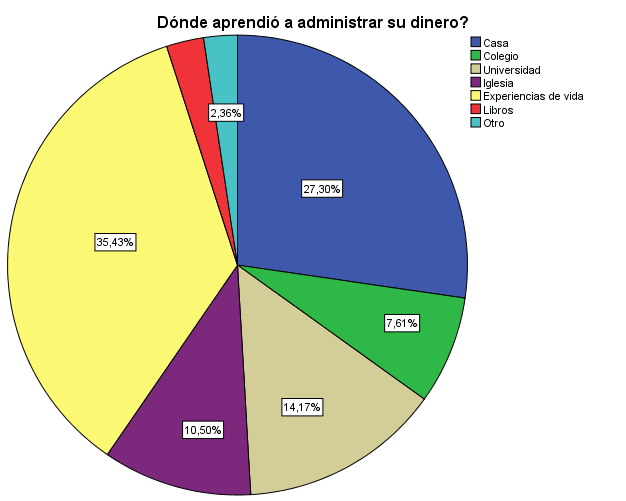 Dónde aprendió a administrar su dinero?
Casa
Colegio
Universidad
Iglesia
Experiencias de vida
Libros
Otro
2,36%
27,30%
35,43%
7,61%
14,17%
10,50%